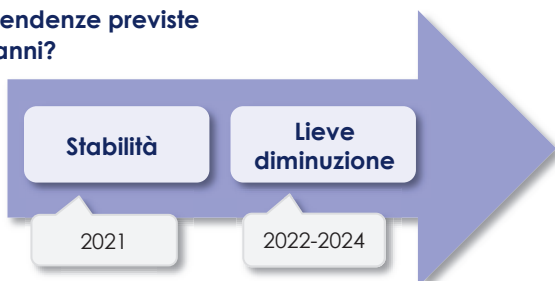 endenze previste
anni?
Stabilità
Lieve
diminuzione
2021
2022-2024